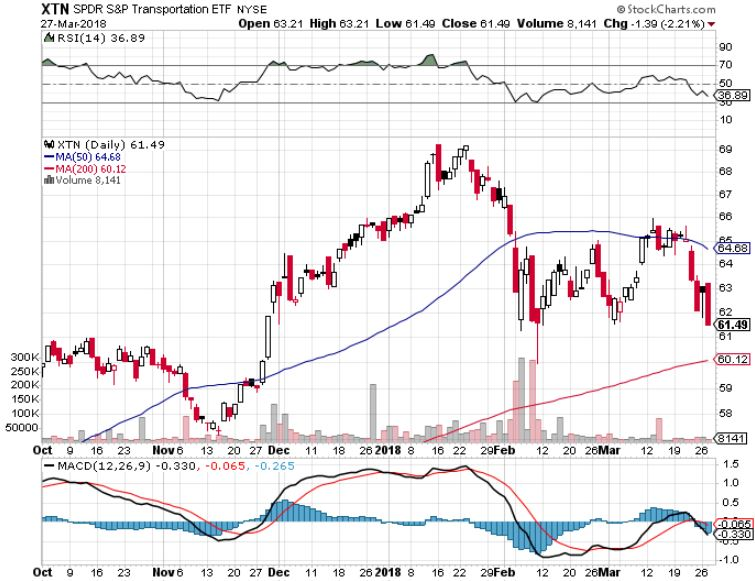 XTN SPDR S&P Transportation ETF NYSE © StockCharts.com
27-Mar-2018 Open 63.21 High 63.21 Low 61.49 Close 61.49 Volume 8,141 Chg -1.39 (-2.21%)
RSI(14) 36.89
90
70
50
36.89
30
10
XTN (Daily) 61.49
MA(50) 64.68
MA(200) 60.12
Volume 8,141
69
68
67
66
65
64.68
64
63
62
61.49
61
60.12
59
58
300K
250K
200K
150K
100K
50000
8141
Oct 9 16 23 Nov 6 13 20 27 Dec 11 18 26 2018 8 16 22 29 Feb 12 20 26 Mar 12 19 26
MACD(12,26,9) -0.330, -0.065, -0.265
1.5
1.0
0.5
0.0
-0.065
-0.330
-0.5
-1.0
Oct 9 16 23 Nov 6 13 20 27 Dec 11 18 26 2018 8 16 22 29 Feb 12 20 26 Mar 12 19 26